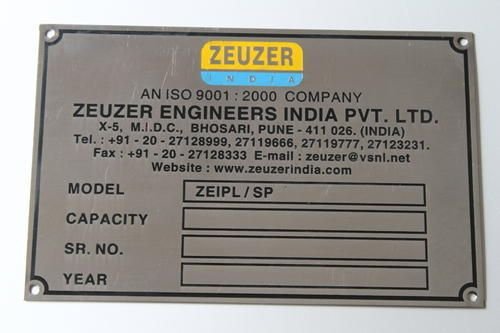 ZEUZER
INDIA
AN ISO 9001 : 2000 COMPANY
ZEUZER ENGINEERS INDIA PVT. LTD.
X-5, M.I.D.C., BHOSARI, PUNE - 411 026. (INDIA)
Tel. : +91 - 20 - 27128999, 27119666, 27119777, 27123231.
Fax : +91 - 20 - 27128333 E-mail : zeuzer@vsnl.net
Website : www.zeuzerindia.com
MODEL ZEIPL / SP
CAPACITY
SR. NO.
YEAR